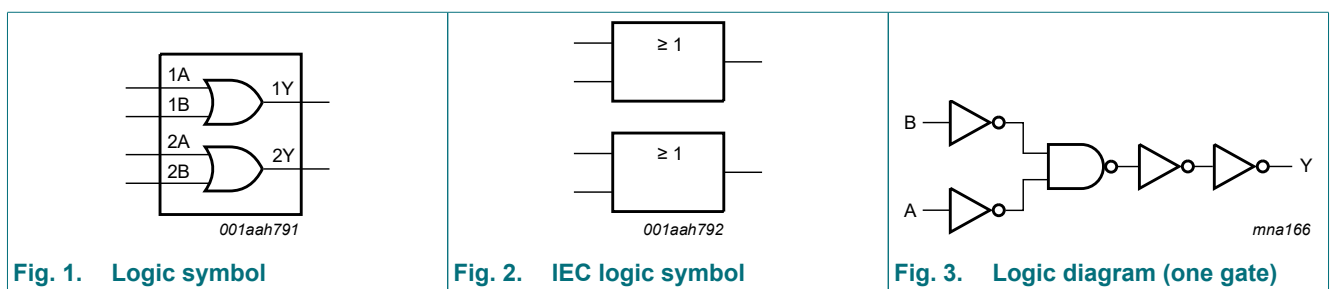 1A
1Y
1B
2A
2Y
2B
001aah791
Fig. 1. Logic symbol
≥ 1
≥ 1
001aah792
Fig. 2. IEC logic symbol
B
Y
A
mna166
Fig. 3. Logic diagram (one gate)